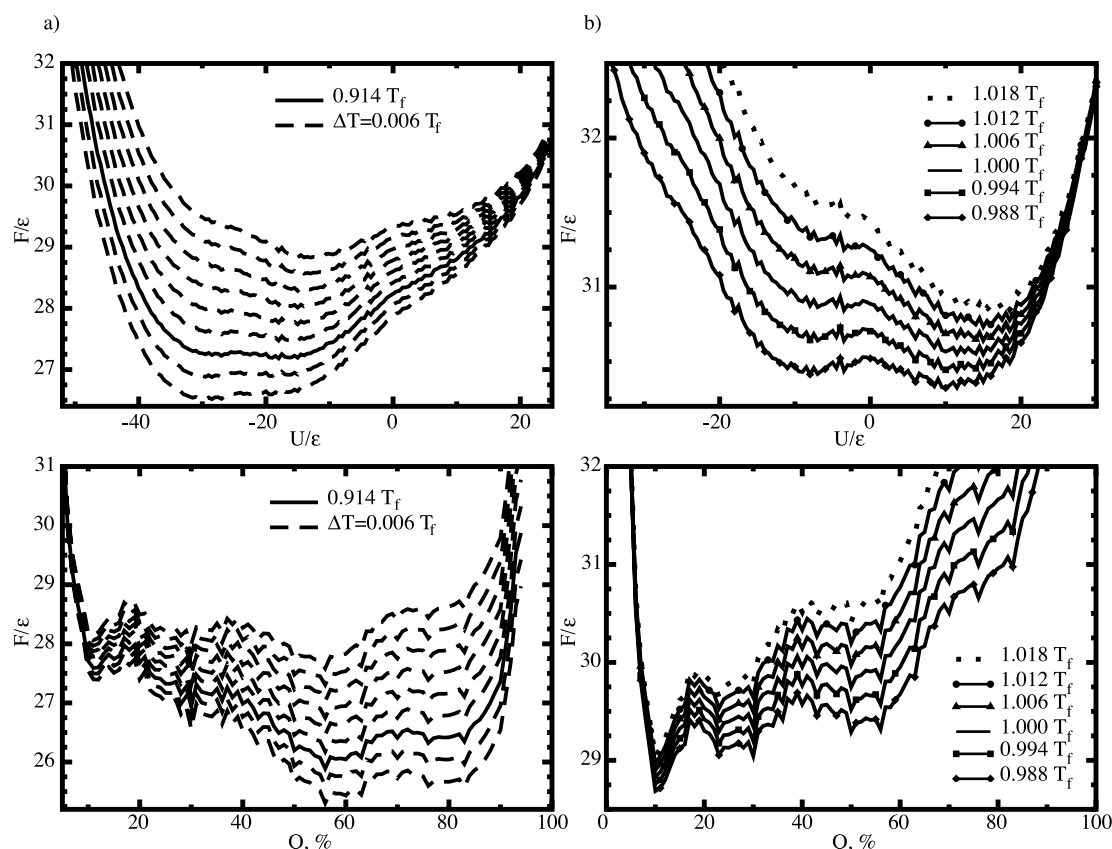 a)
b)
32
31
30
29
28
27
F/ε
-40
-20
0
20
U/ε
0.914 T_f
ΔT=0.006 T_f
32
31
F/ε
-20
0
20
U/ε
1.018 T_f
1.012 T_f
1.006 T_f
1.000 T_f
0.994 T_f
0.988 T_f
31
30
29
28
27
26
F/ε
20
40
60
80
100
Q, %
0.914 T_f
ΔT=0.006 T_f
32
31
30
29
F/ε
0
20
40
60
80
100
Q, %
1.018 T_f
1.012 T_f
1.006 T_f
1.000 T_f
0.994 T_f
0.988 T_f